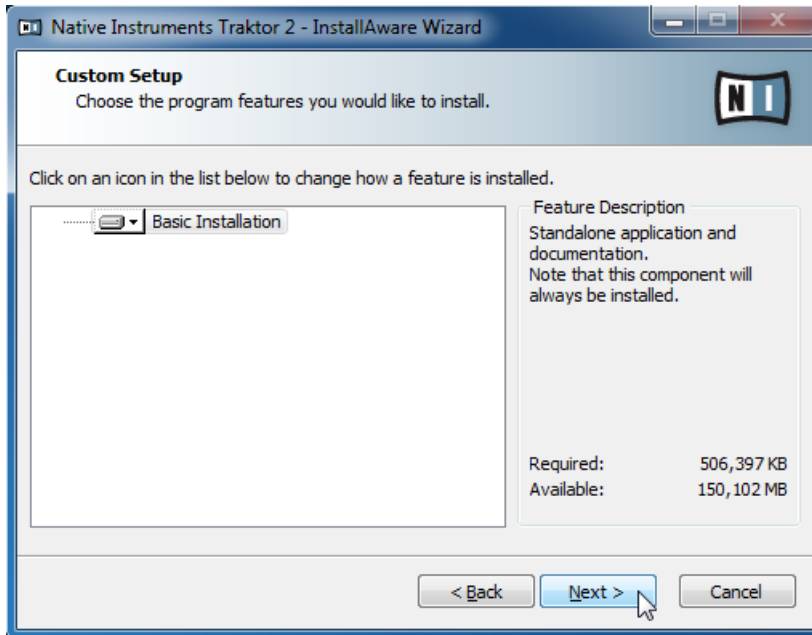 Native Instruments Traktor 2 - InstallAware Wizard
Custom Setup
Choose the program features you would like to install.
NI
Click on an icon in the list below to change how a feature is installed.
Basic Installation
Feature Description
Standalone application and
documentation.
Note that this component will
always be installed.
Required: 506,397 KB
Available: 150,102 MB
< Back Next > Cancel